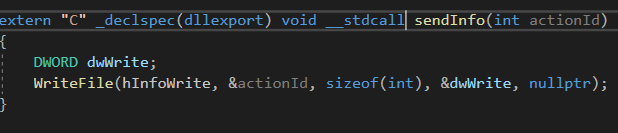 extern "C" _declspec(dllexport) void __stdcall sendInfo(int actionId)
{
DWORD dwWrite;
WriteFile(hInfoWrite, &actionId, sizeof(int), &dwWrite, nullptr);
}